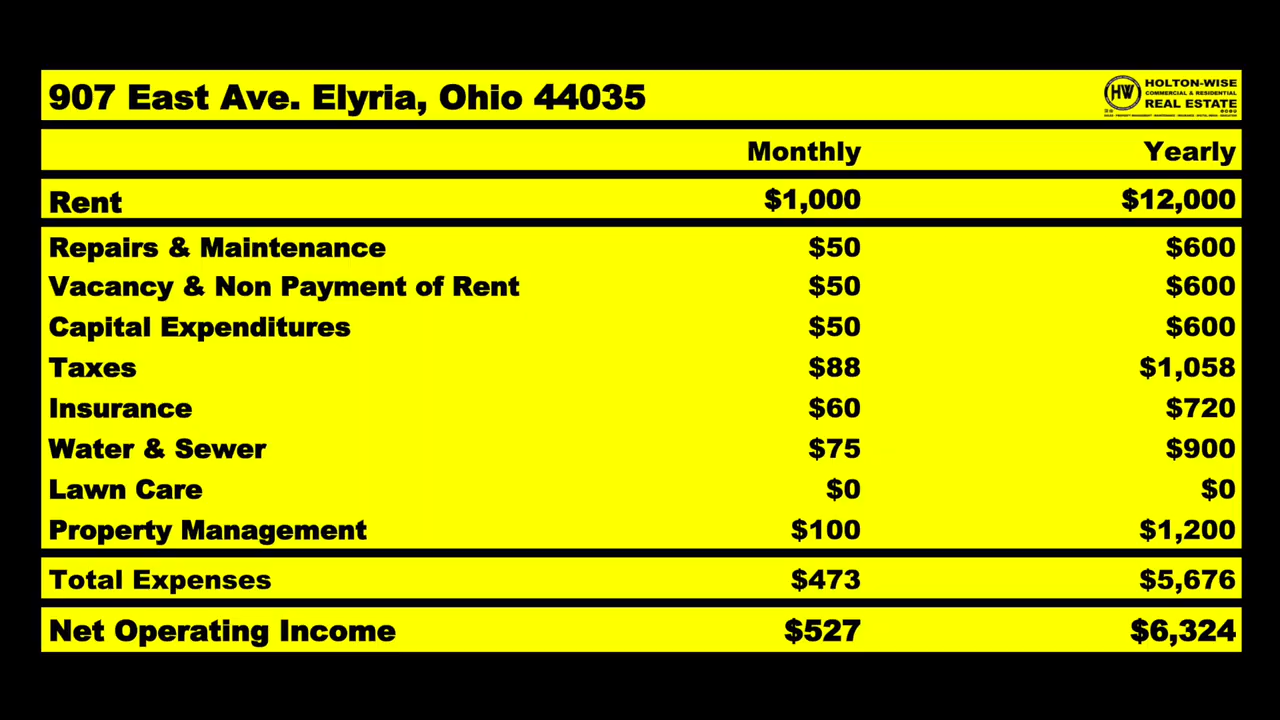 907 East Ave. Elyria, Ohio 44035
HW HOLTON-WISE
COMMERCIAL & RESIDENTIAL
REAL ESTATE
Monthly Yearly
Rent $1,000 $12,000
Repairs & Maintenance $50 $600
Vacancy & Non Payment of Rent $50 $600
Capital Expenditures $50 $600
Taxes $88 $1,058
Insurance $60 $720
Water & Sewer $75 $900
Lawn Care $0 $0
Property Management $100 $1,200
Total Expenses $473 $5,676
Net Operating Income $527 $6,324